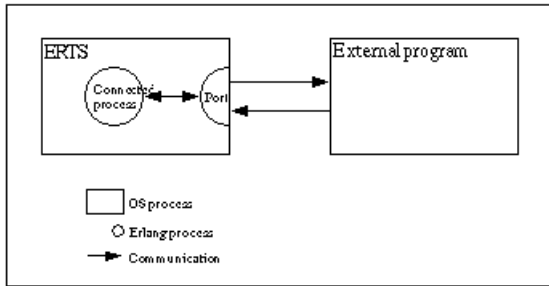 ERTS
External program
Connected
process
Port
OS process
Erlang process
Communication